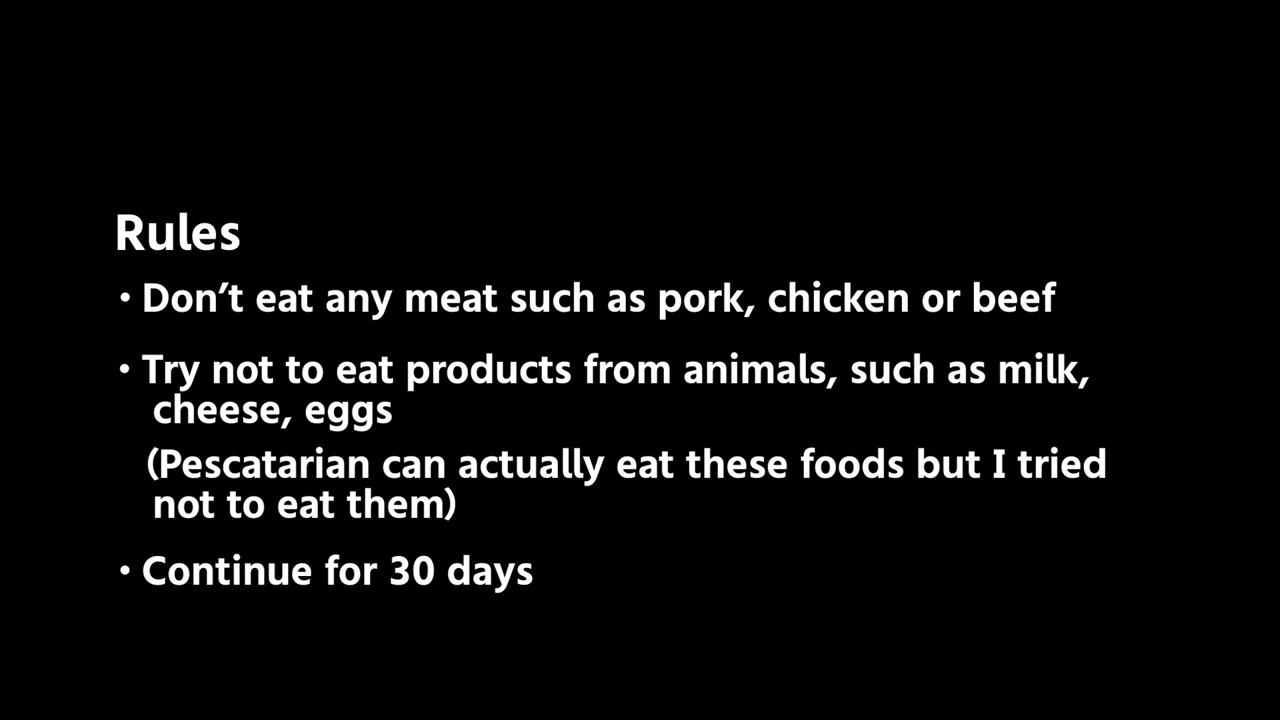 Rules
• Don’t eat any meat such as pork, chicken or beef
• Try not to eat products from animals, such as milk,
cheese, eggs
(Pescatarian can actually eat these foods but I tried
not to eat them)
• Continue for 30 days